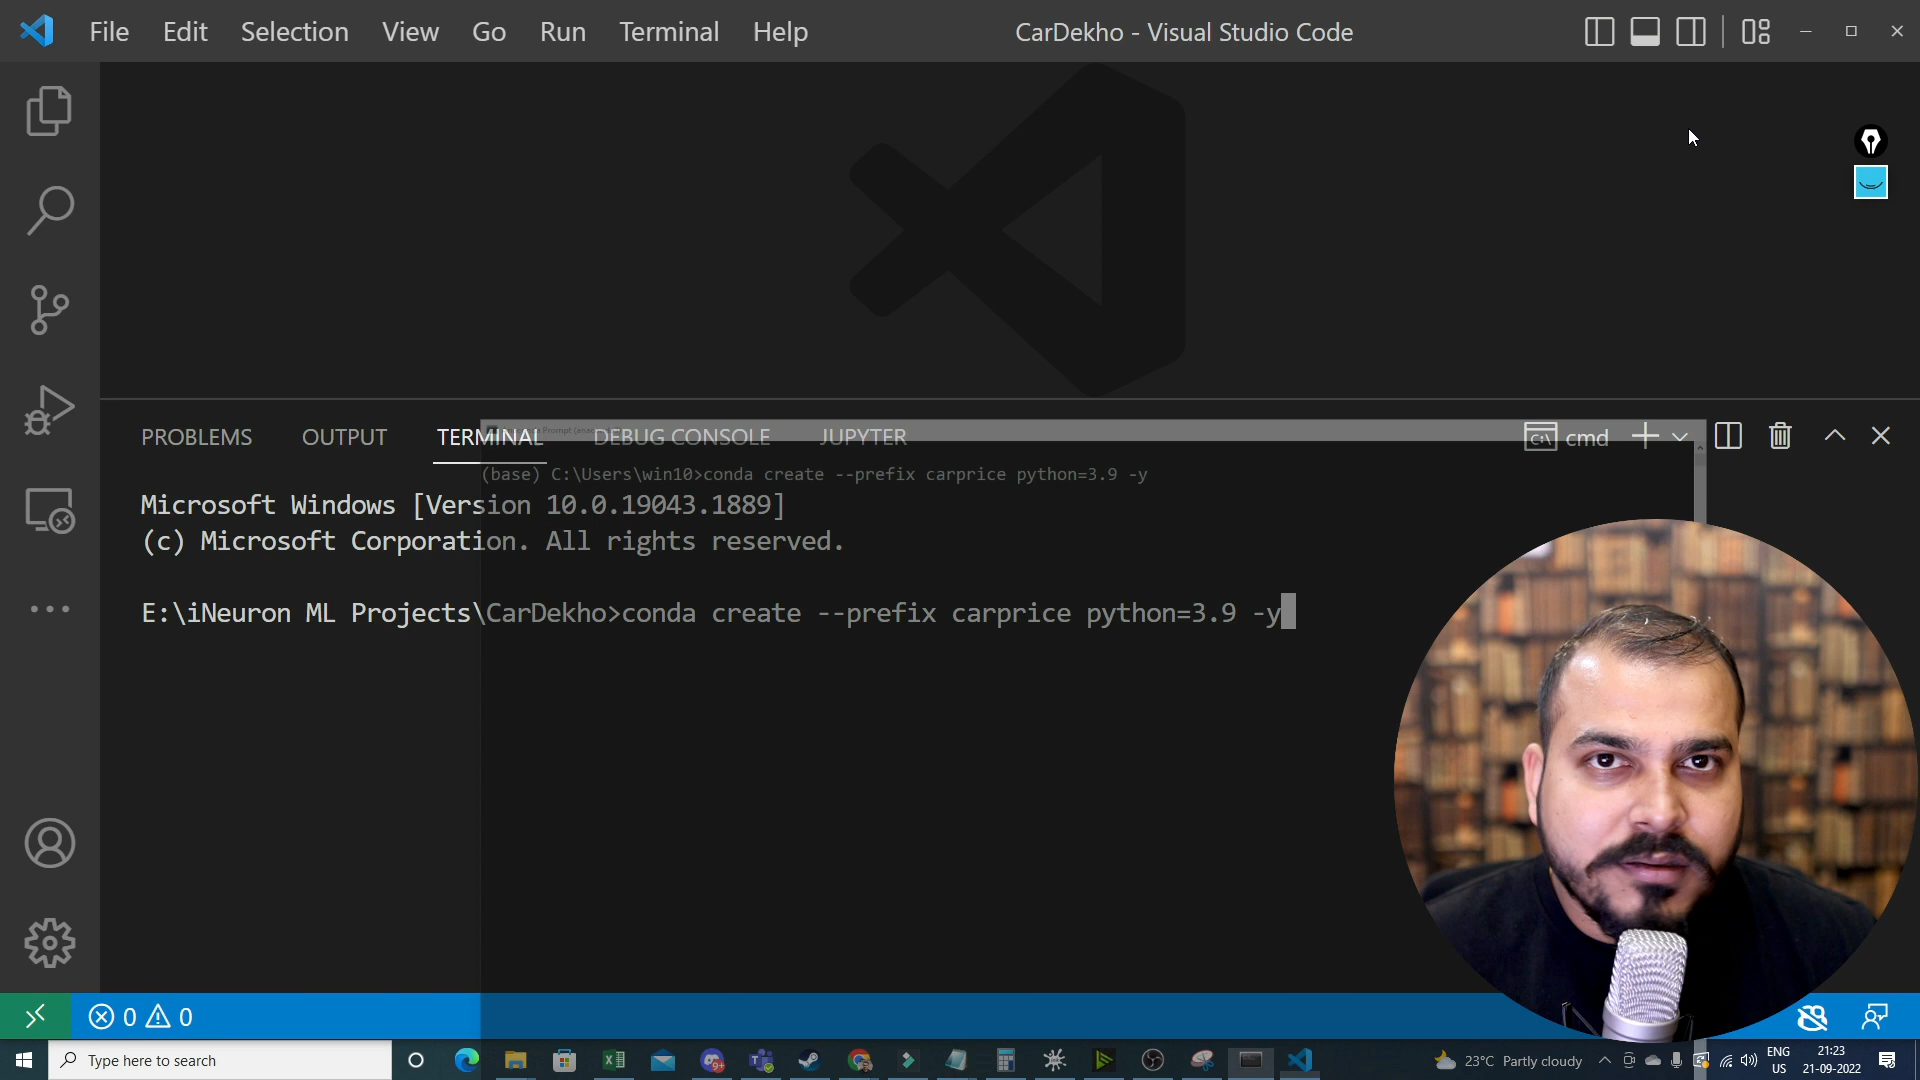 File Edit Selection View Go Run Terminal Help
CarDekho - Visual Studio Code
PROBLEMS OUTPUT TERMINAL DEBUG CONSOLE JUPYTER
cmd
(base) C:\Users\win10>conda create --prefix carprice python=3.9 -y
Microsoft Windows [Version 10.0.19043.1889]
(c) Microsoft Corporation. All rights reserved.
E:\iNeuron ML Projects\CarDekho>conda create --prefix carprice python=3.9 -y
0 0
Type here to search
23°C Partly cloudy
ENG
US
21:23
21-09-2022